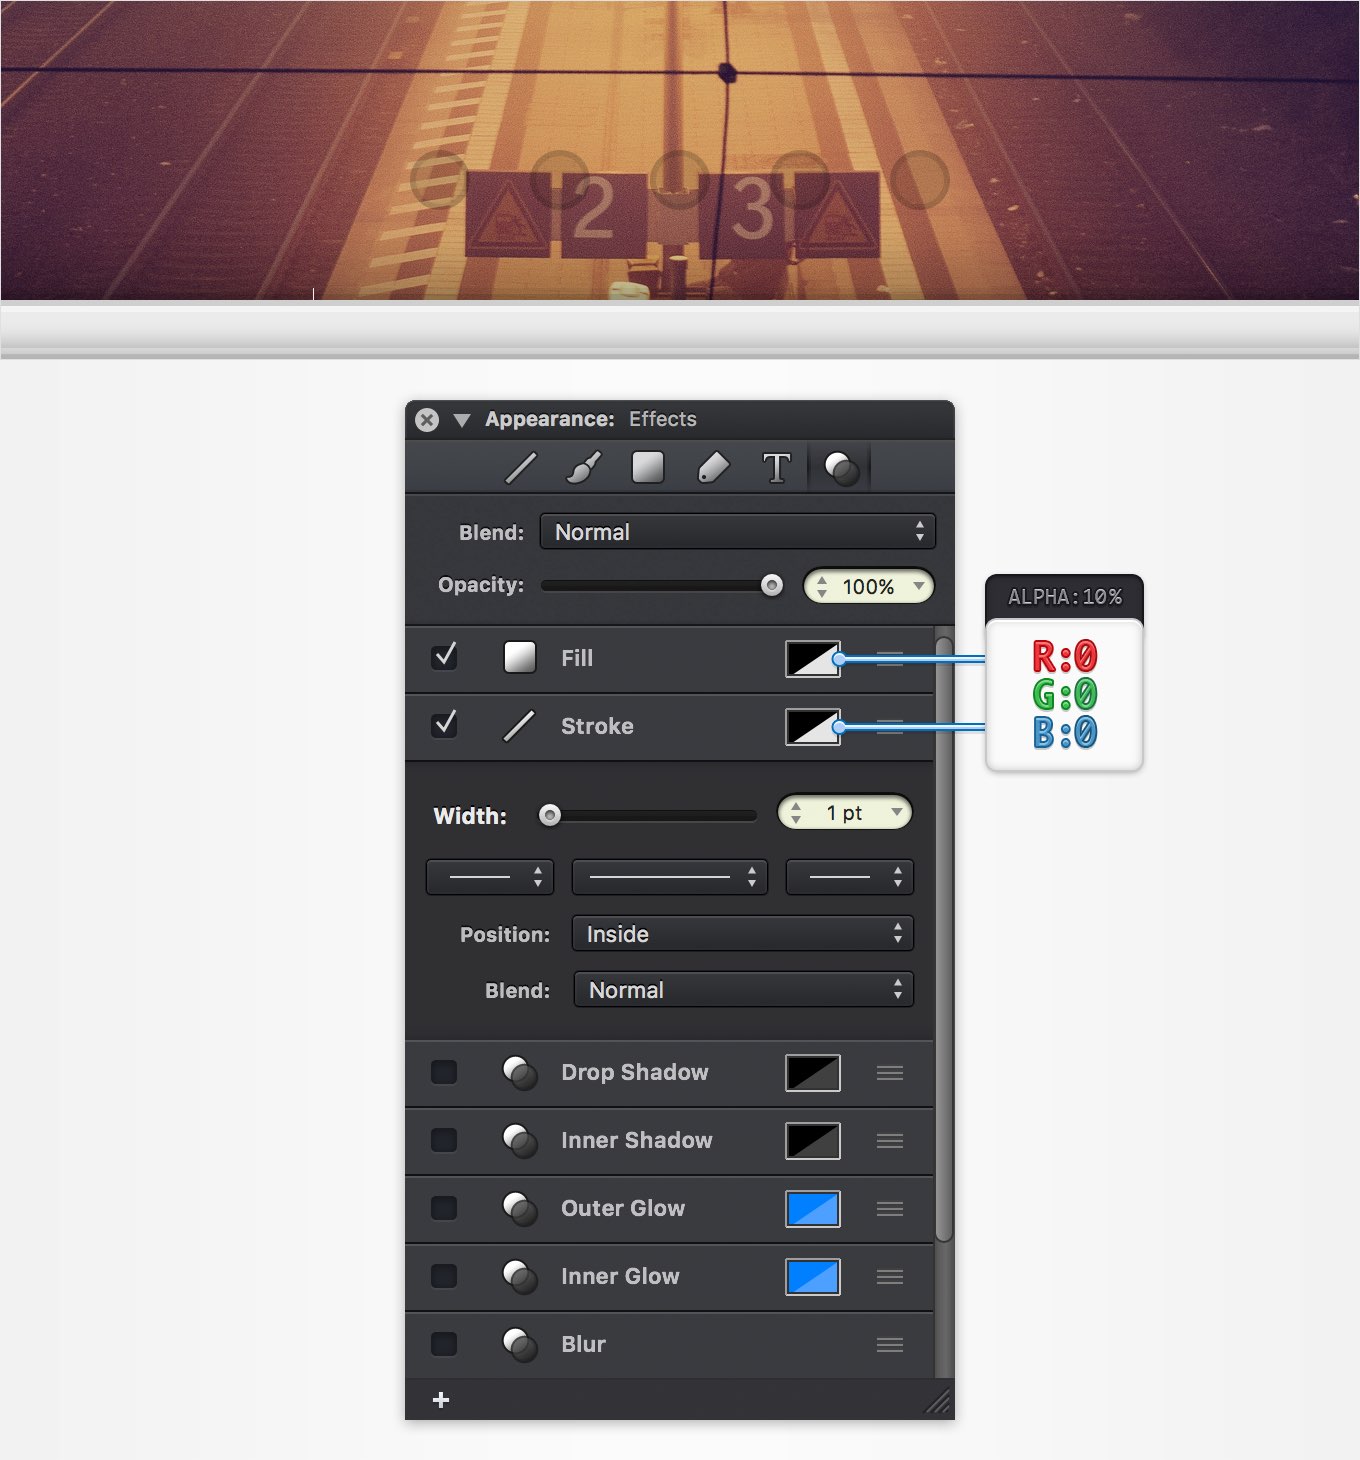 2 3
Appearance: Effects
T
Blend: Normal
Opacity: 100%
ALPHA:10%
Fill
R:0
G:0
Stroke
B:0
Width: 1 pt
Position: Inside
Blend: Normal
Drop Shadow
Inner Shadow
Outer Glow
Inner Glow
Blur